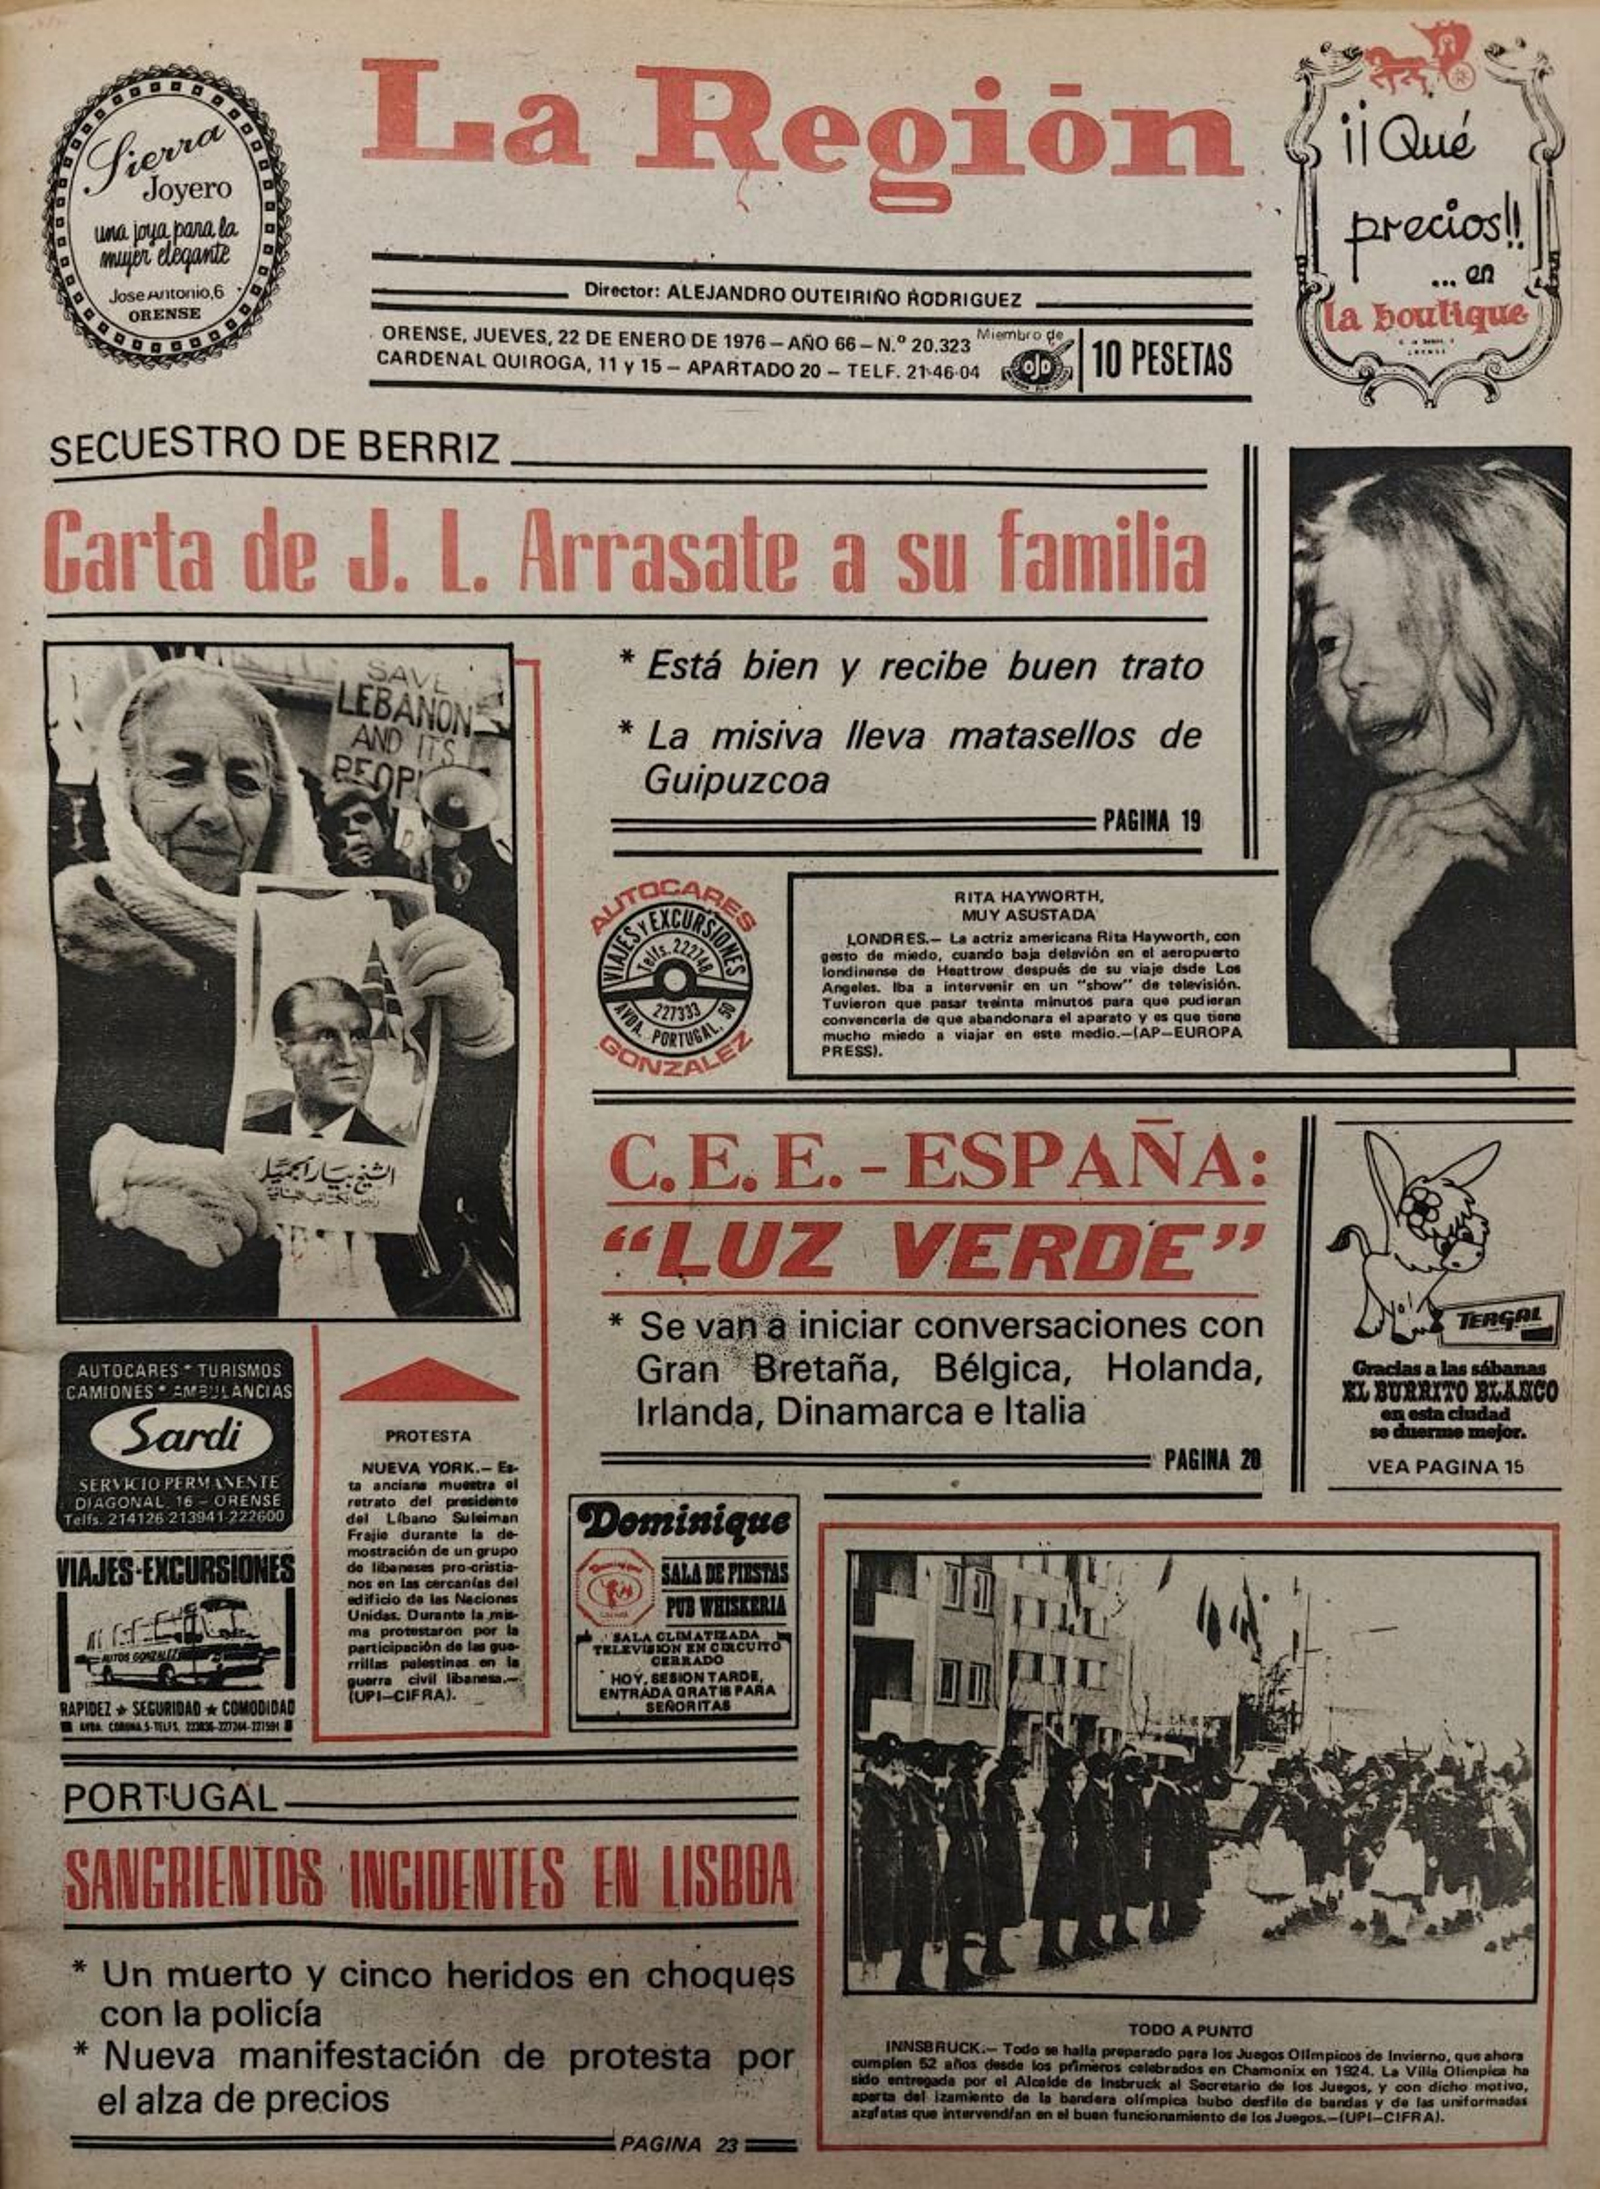 Sierra
Joyero
una joya para la
mujer elegante
Jose Antonio, 6
ORENSE
La Región
¡¡Qué
precios!!
... en
la boutique
Director: ALEJANDRO OUTEIRIÑO RODRIGUEZ
ORENSE, JUEVES, 22 DE ENERO DE 1976 – AÑO 66 – N.º 20.323
CARDENAL QUIROGA, 11 y 15 – APARTADO 20 – TELF. 21-46-04
Miembro de
OJD
10 PESETAS
SECUESTRO DE BERRIZ
Carta de J. L. Arrasate a su familia
* Está bien y recibe buen trato
* La misiva lleva matasellos de
Guipuzcoa
PAGINA 19
SAVE
LEBANON
AND ITS
PEOPL
الشيخ بيار الجميل
AUTOCARES
VIAJES Y EXCURSIONES
Telfs. 222748
227333
AVDA. PORTUGAL, 50
GONZALEZ
RITA HAYWORTH,
MUY ASUSTADA
LONDRES.– La actriz americana Rita Hayworth, con
gesto de miedo, cuando baja delavión en el aeropuerto
londinense de Heattrow después de su viaje dsde Los
Angeles. Iba a intervenir en un "show" de televisión.
Tuvieron que pasar treinta minutos para que pudieran
convencerla de que abandonara el aparato y es que tiene
mucho miedo a viajar en este medio.–(AP–EUROPA
PRESS).
C.E.E. - ESPAÑA:
"LUZ VERDE"
* Se van a iniciar conversaciones con
Gran Bretaña, Bélgica, Holanda,
Irlanda, Dinamarca e Italia
PAGINA 20
TERGAL
Gracias a las sábanas
EL BURRITO BLANCO
en esta ciudad
se duerme mejor.
VEA PAGINA 15
AUTOCARES * TURISMOS
CAMIONES * AMBULANCIAS
Sardi
SERVICIO PERMANENTE
DIAGONAL, 16 – ORENSE
Telfs. 214126-213941-222600
VIAJES-EXCURSIONES
AUTOS GONZALEZ
RAPIDEZ ★ SEGURIDAD ★ COMODIDAD
AVDA. CORUÑA, 5-TELFS.
PROTESTA
NUEVA YORK.– Es-
ta anciana muestra el
retrato del presidente
del Líbano Suleiman
Frajie durante la de-
mostración de un grupo
de libaneses pro-cristia-
nos en las cercanías del
edificio de las Naciones
Unidas. Durante la mis-
ma protestaron por la
participación de las gue-
rrillas palestinas en la
guerra civil libanesa.–
(UPI–CIFRA).
Dominique
SALA DE FIESTAS
PUB WHISKERIA
SALA CLIMATIZADA
TELEVISION EN CIRCUITO
CERRADO
HOY, SESION TARDE,
ENTRADA GRATIS PARA
SEÑORITAS
PORTUGAL
SANGRIENTOS INCIDENTES EN LISBOA
* Un muerto y cinco heridos en choques
con la policía
* Nueva manifestación de protesta por
el alza de precios
PAGINA 23
TODO A PUNTO
INNSBRUCK.– Todo se halla preparado para los Juegos Olímpicos de Invierno, que ahora
cumplen 52 años desde los primeros celebrados en Chamonix en 1924. La Villa Olímpica ha
sido entregada por el Alcalde de Insbruck al Secretario de los Juegos, y con dicho motivo,
aparta del izamiento de la bandera olímpica hubo desfile de bandas y de las uniformadas
azafatas que intervendían en el buen funcionamiento de los Juegos.–(UPI–CIFRA).